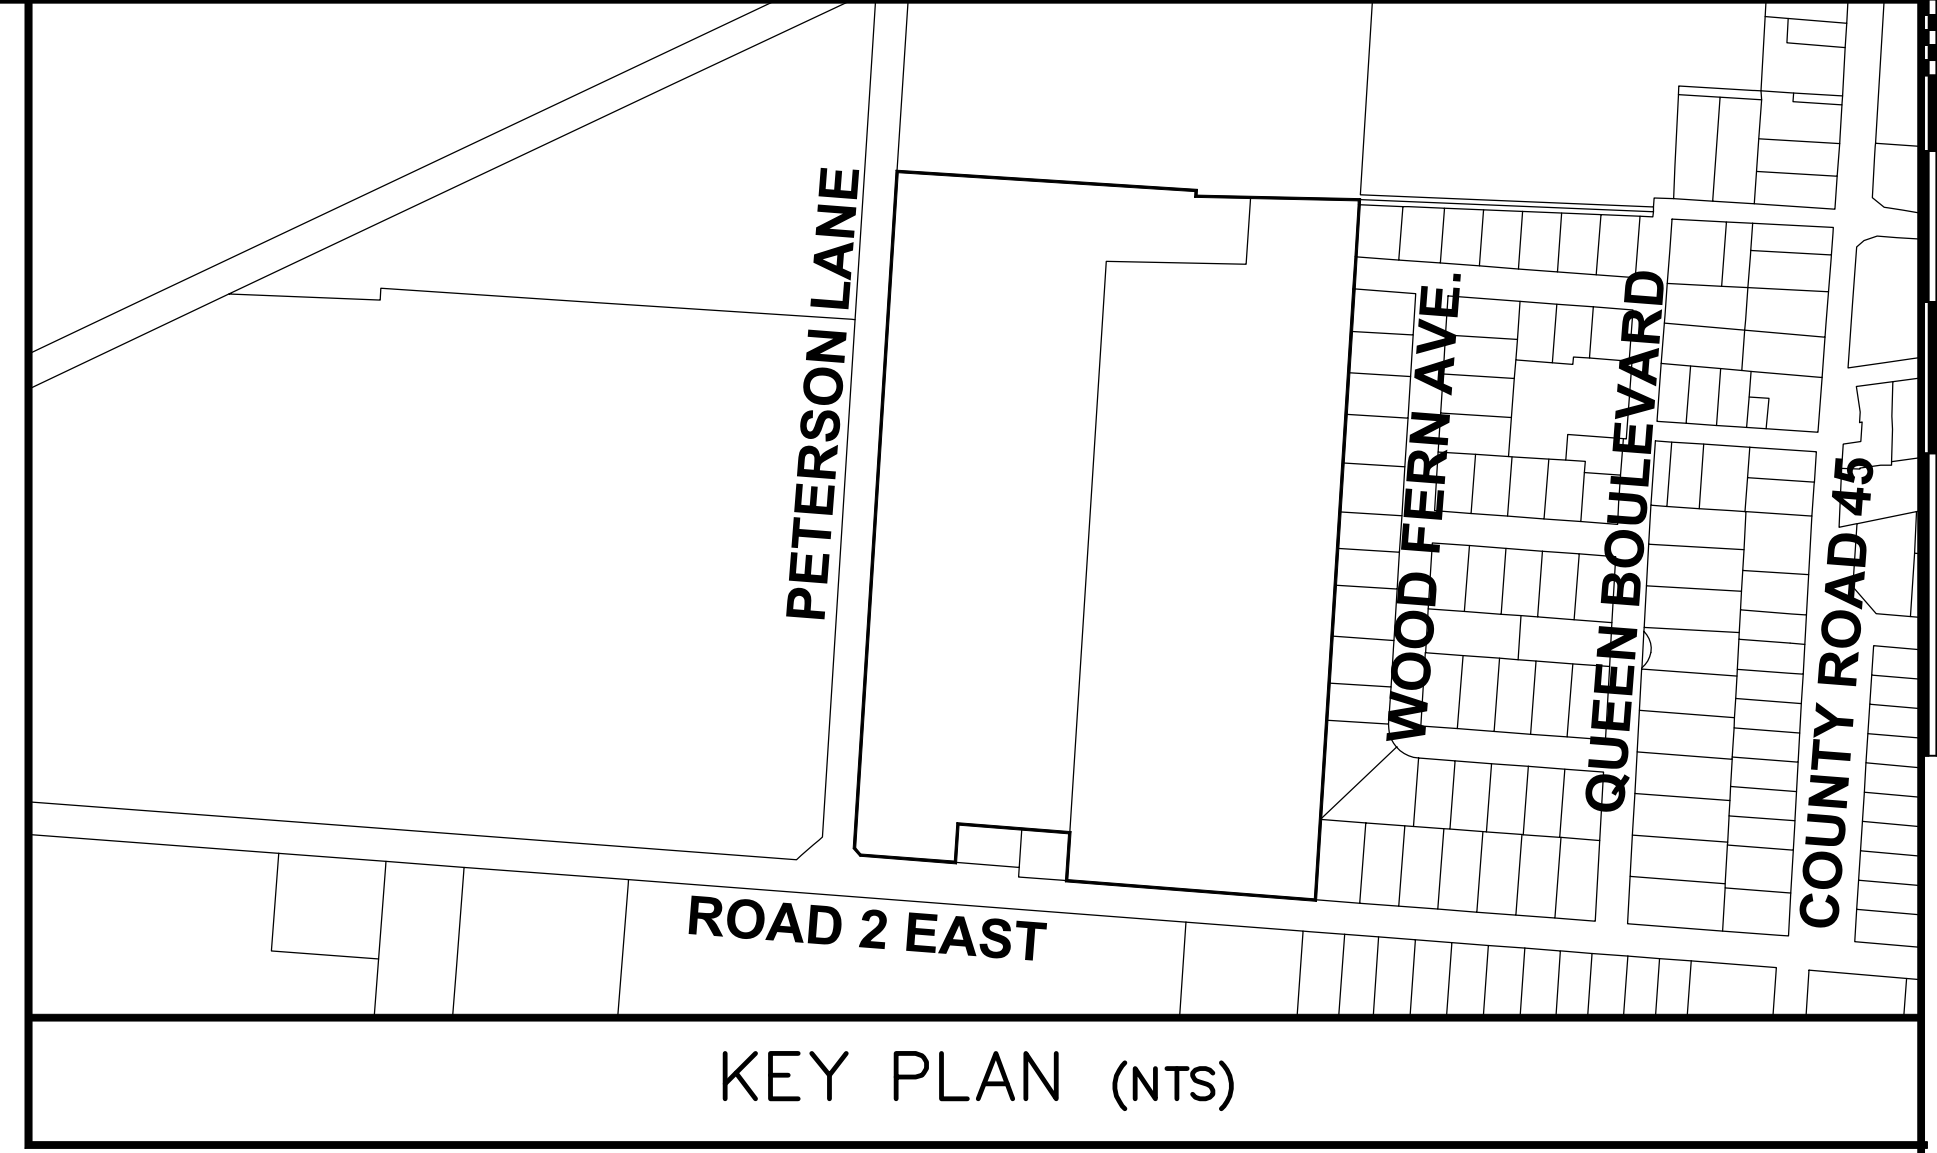 PETERSON LANE
WOOD FERN AVE.
QUEEN BOULEVARD
COUNTY ROAD 45
ROAD 2 EAST
KEY PLAN (NTS)